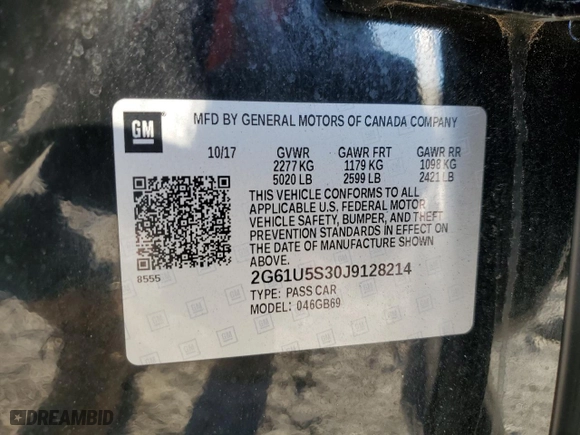 GM
MFD BY GENERAL MOTORS OF CANADA COMPANY
10/17 GVWR GAWR FRT GAWR RR
2277 KG 1179 KG 1098 KG
5020 LB 2599 LB 2421 LB
THIS VEHICLE CONFORMS TO ALL
APPLICABLE U.S. FEDERAL MOTOR
VEHICLE SAFETY, BUMPER, AND THEFT
PREVENTION STANDARDS IN EFFECT ON
THE DATE OF MANUFACTURE SHOWN
ABOVE.
8555
2G61U5S30J9128214
TYPE: PASS CAR
MODEL: 046GB69
DREAMBID